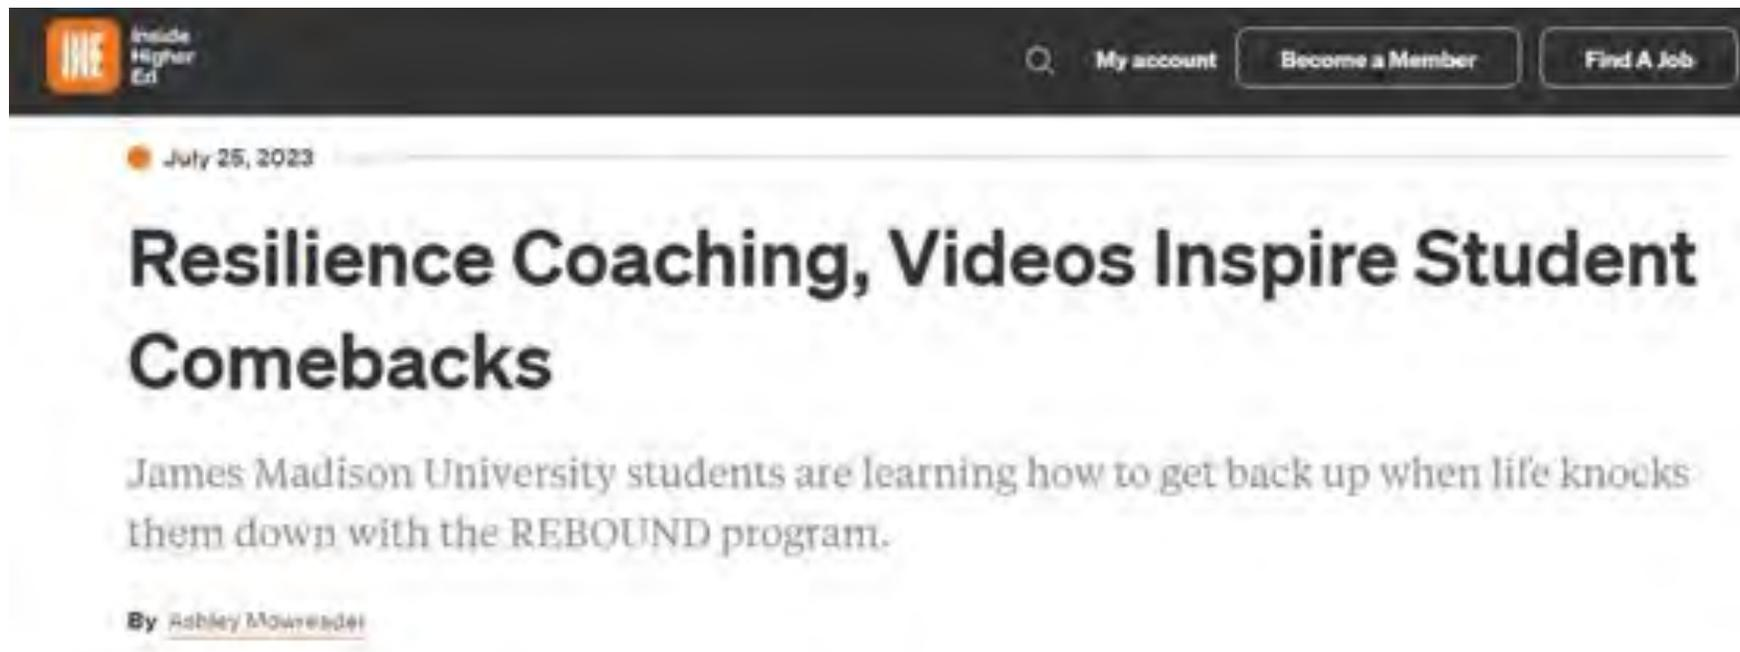 IHE
Inside
Higher
Ed
My account
Become a Member
Find A Job
July 25, 2023
Resilience Coaching, Videos Inspire Student
Comebacks
James Madison University students are learning how to get back up when life knocks
them down with the REBOUND program.
By Ashley Mowreader